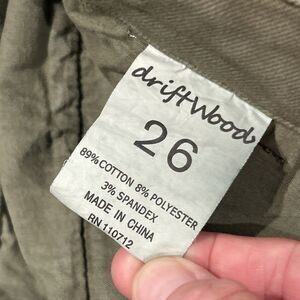 driftwood
26
89% COTTON 8% POLYESTER
3% SPANDEX
MADE IN CHINA
RN 110712